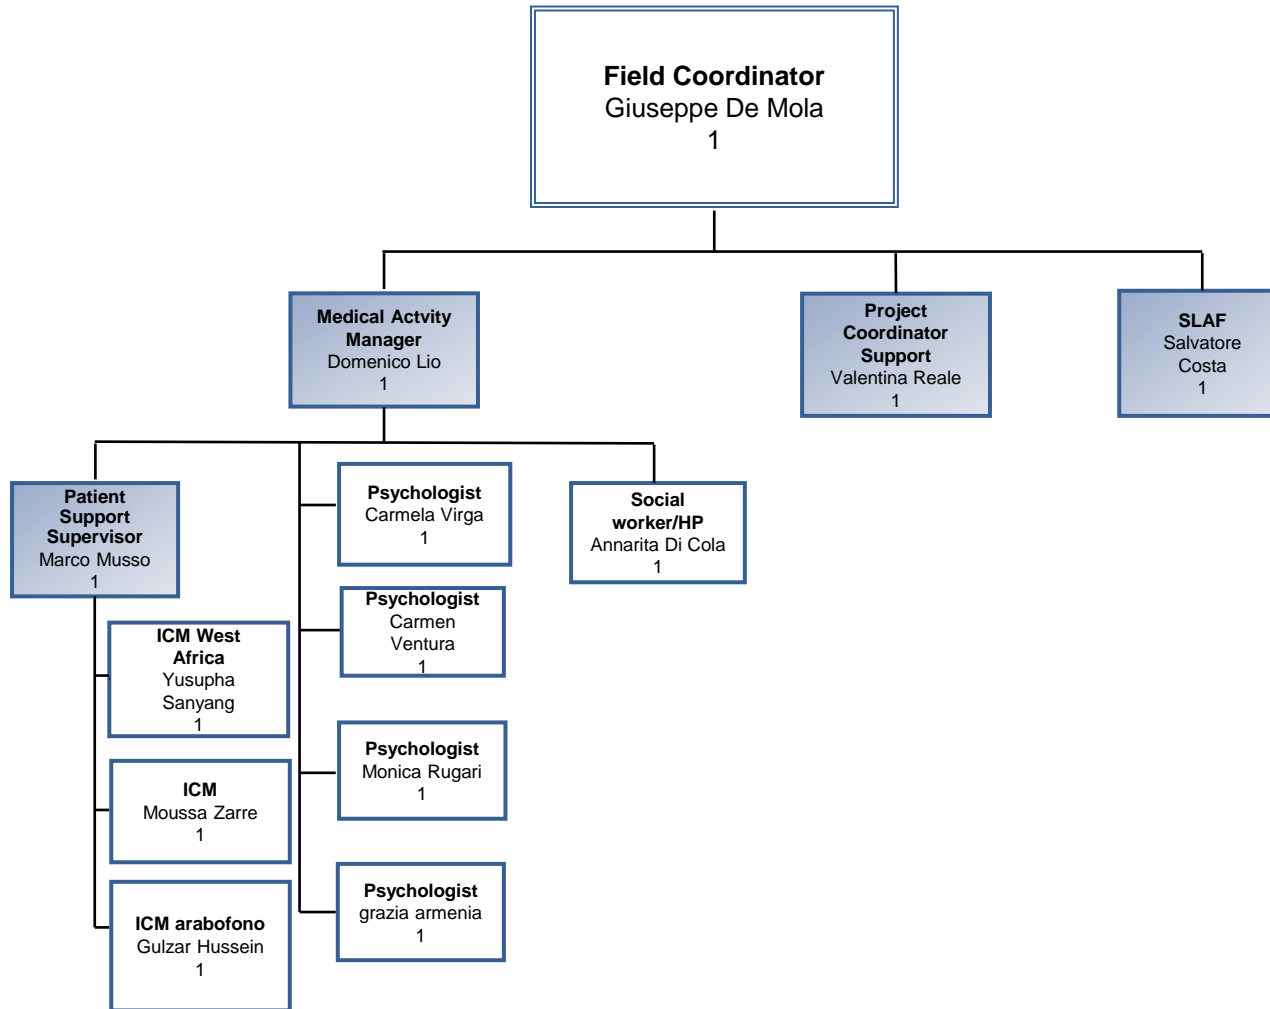 Field Coordinator
Giuseppe De Mola
1
Medical Actvity
Manager
Domenico Lio
1
Project
Coordinator
Support
Valentina Reale
1
SLAF
Salvatore
Costa
1
Patient
Support
Supervisor
Marco Musso
1
Psychologist
Carmela Virga
1
Social
worker/HP
Annarita Di Cola
1
Psychologist
Carmen
Ventura
1
ICM West
Africa
Yusupha
Sanyang
1
Psychologist
Monica Rugari
1
ICM
Moussa Zarre
1
Psychologist
grazia armenia
1
ICM arabofono
Gulzar Hussein
1